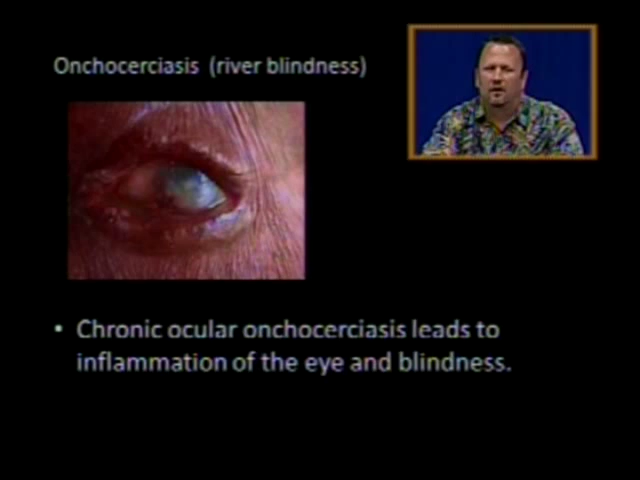 Onchocerciasis (river blindness)
• Chronic ocular onchocerciasis leads to
inflammation of the eye and blindness.